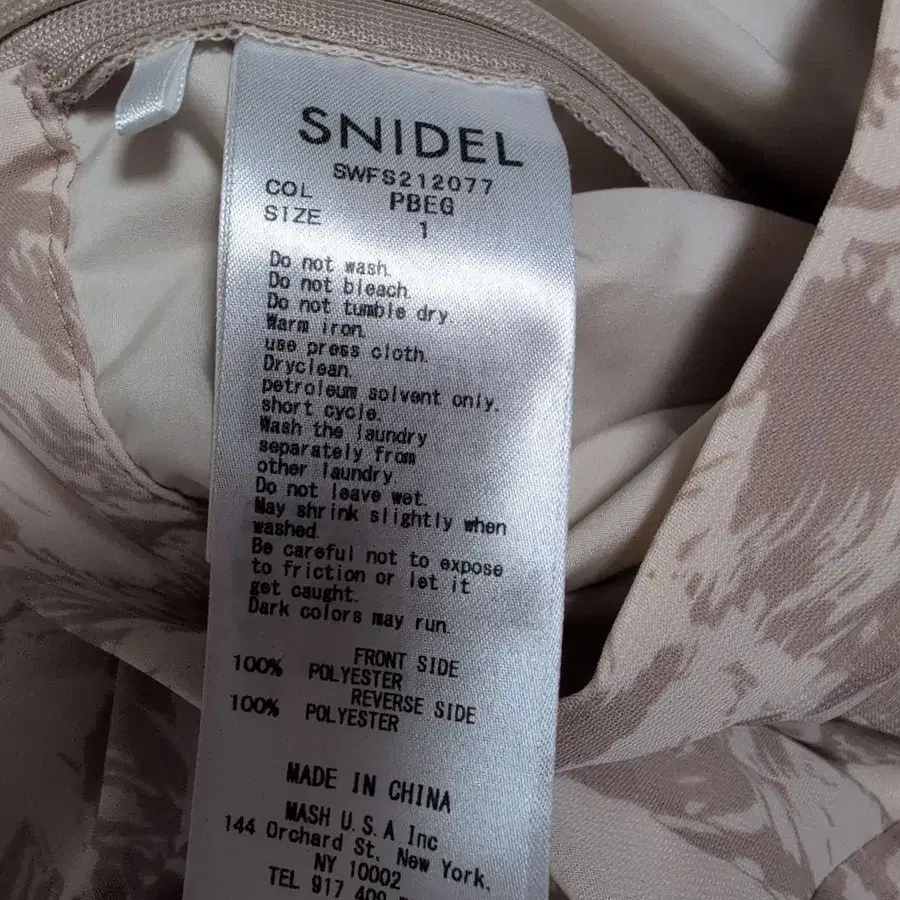 SNIDEL
SWFS212077
COL PBEG
SIZE 1
Do not wash.
Do not bleach.
Do not tumble dry.
Warm iron.
use press cloth.
Dryclean.
petroleum solvent only.
short cycle.
Wash the laundry
separately from
other laundry.
Do not leave wet.
May shrink slightly when
washed.
Be careful not to expose
to friction or let it
get caught.
Dark colors may run.
FRONT SIDE
100% POLYESTER
REVERSE SIDE
100% POLYESTER
MADE IN CHINA
MASH U.S.A Inc
144 Orchard St, New York,
NY 10002
TEL 917 409